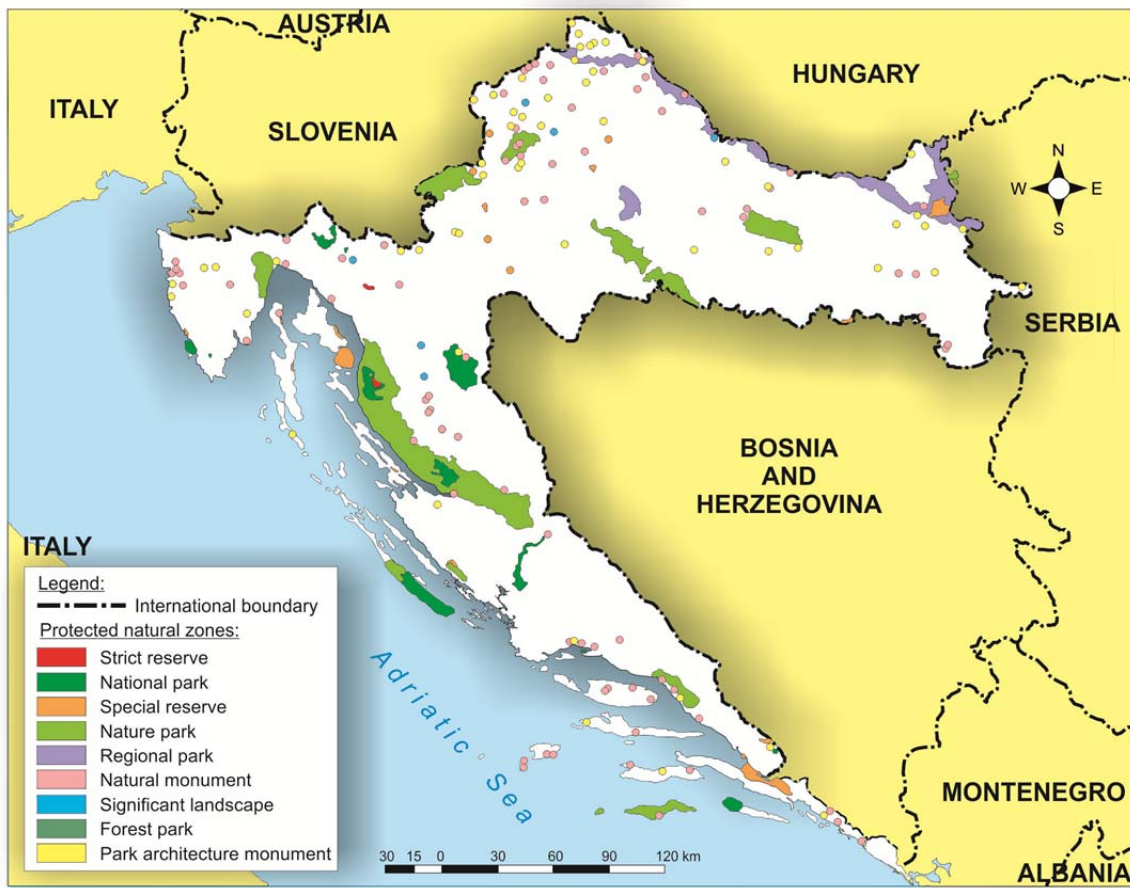 AUSTRIA
HUNGARY
ITALY
SLOVENIA
N
W E
S
SERBIA
BOSNIA
AND
HERZEGOVINA
ITALY
Legend:
International boundary
Protected natural zones:
Strict reserve
National park
Special reserve
Nature park
Regional park
Natural monument
Significant landscape
Forest park
Park architecture monument
Adriatic Sea
MONTENEGRO
ALBANIA
30 15 0 30 60 90 120 km